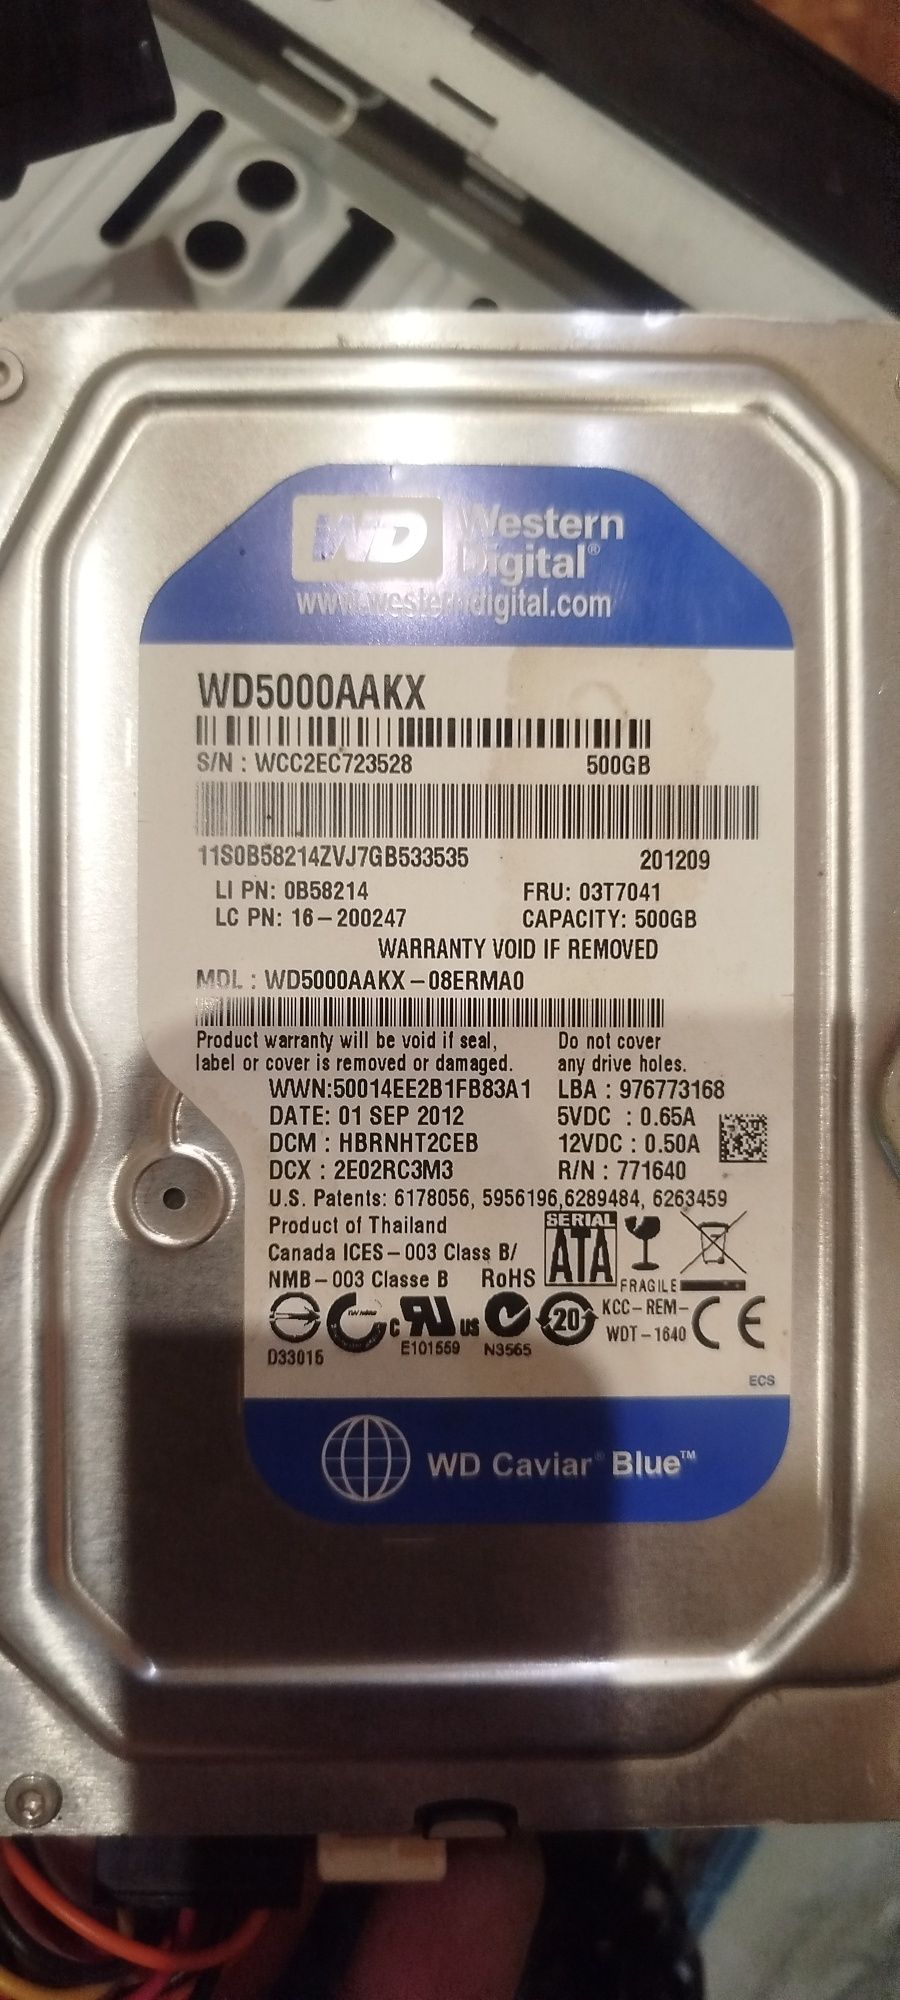 WD Western
Digital®
www.westerndigital.com
WD5000AAKX
S/N : WCC2EC723528 500GB
11S0B58214ZVJ7GB533535 201209
LI PN: 0B58214 FRU: 03T7041
LC PN: 16-200247 CAPACITY: 500GB
WARRANTY VOID IF REMOVED
MDL : WD5000AAKX-08ERMA0
Product warranty will be void if seal, Do not cover
label or cover is removed or damaged. any drive holes.
WWN:50014EE2B1FB83A1 LBA : 976773168
DATE: 01 SEP 2012 5VDC : 0.65A
DCM : HBRNHT2CEB 12VDC : 0.50A
DCX : 2E02RC3M3 R/N : 771640
U.S. Patents: 6178056, 5956196,6289484, 6263459
Product of Thailand SERIAL
Canada ICES-003 Class B/ ATA
NMB-003 Classe B RoHS FRAGILE
c US 20 KCC-REM-
WDT-1640 CE
D33015 E101559 N3565
ECS
WD Caviar® Blue™